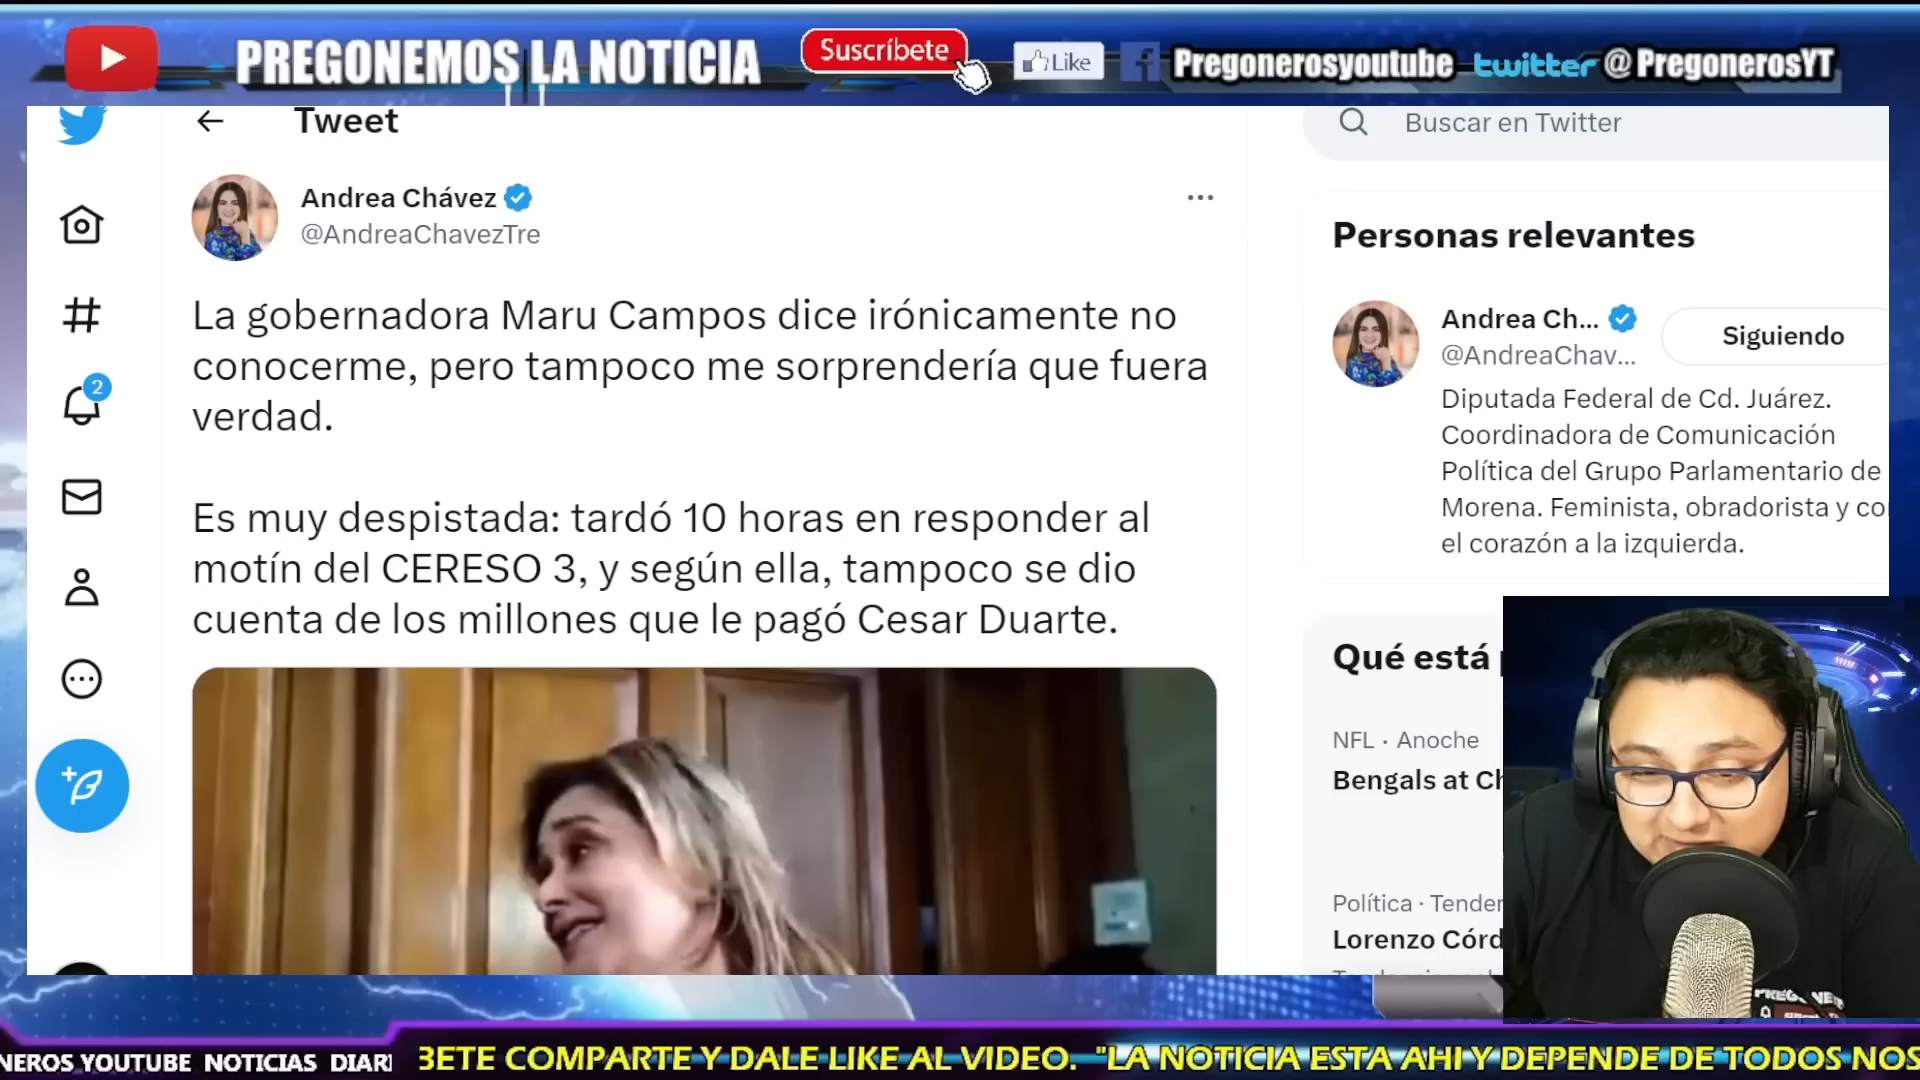 PREGONEMOS LA NOTICIA
Suscríbete
Like
Pregonerosyoutube
twitter @PregonerosYT
Tweet
Buscar en Twitter
Andrea Chávez
@AndreaChavezTre
La gobernadora Maru Campos dice irónicamente no
conocerme, pero tampoco me sorprendería que fuera
verdad.
Es muy despistada: tardó 10 horas en responder al
motín del CERESO 3, y según ella, tampoco se dio
cuenta de los millones que le pagó Cesar Duarte.
2
Personas relevantes
Andrea Ch...
@AndreaChav...
Siguiendo
Diputada Federal de Cd. Juárez.
Coordinadora de Comunicación
Política del Grupo Parlamentario de
Morena. Feminista, obradorista y co
el corazón a la izquierda.
Qué está
NFL · Anoche
Bengals at Ch
Política · Tenden
Lorenzo Córd
NEROS YOUTUBE NOTICIAS DIARI
BETE COMPARTE Y DALE LIKE AL VIDEO. "LA NOTICIA ESTA AHI Y DEPENDE DE TODOS NOS